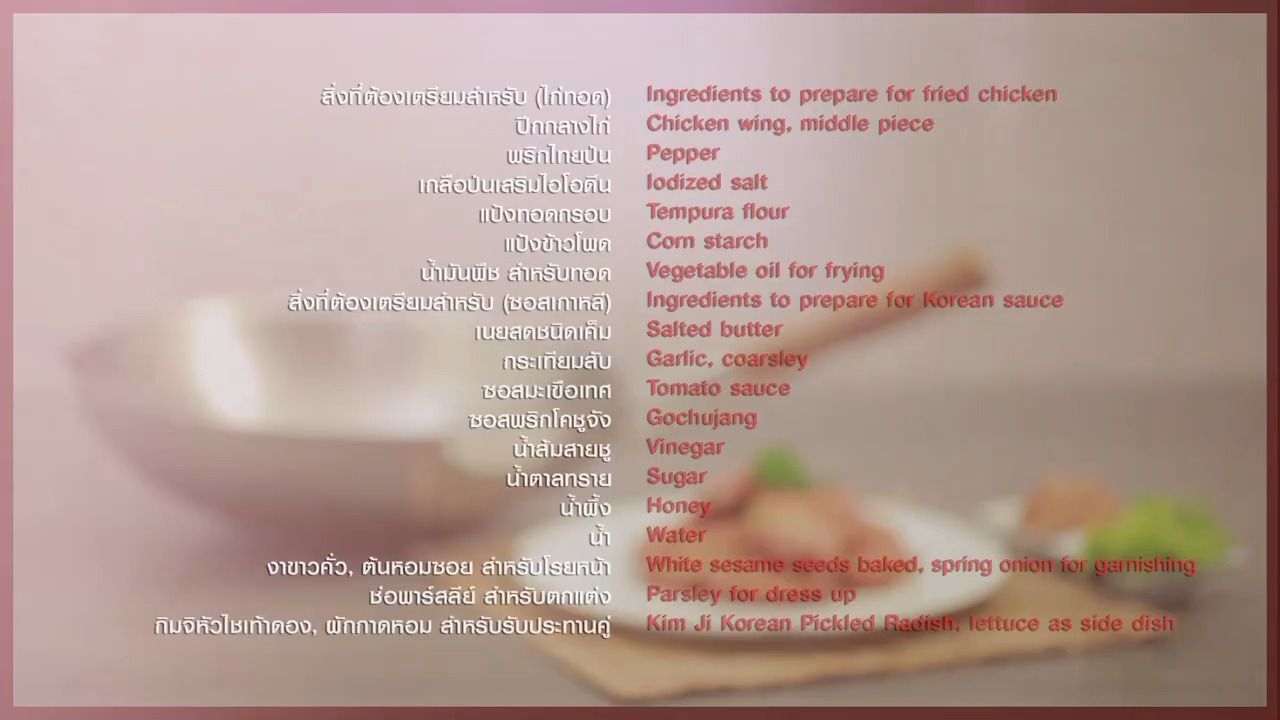 สิ่งที่ต้องเตรียมสำหรับ (ไก่ทอด) Ingredients to prepare for fried chicken
ปีกกลางไก่ Chicken wing, middle piece
พริกไทยป่น Pepper
เกลือป่นเสริมไอโอดีน Iodized salt
แป้งทอดกรอบ Tempura flour
แป้งข้าวโพด Corn starch
น้ำมันพืช สำหรับทอด Vegetable oil for frying
สิ่งที่ต้องเตรียมสำหรับ (ซอสเกาหลี) Ingredients to prepare for Korean sauce
เนยสดชนิดเค็ม Salted butter
กระเทียมสับ Garlic, coarsley
ซอสมะเขือเทศ Tomato sauce
ซอสพริกโคชูจัง Gochujang
น้ำส้มสายชู Vinegar
น้ำตาลทราย Sugar
น้ำผึ้ง Honey
น้ำ Water
งาขาวคั่ว, ต้นหอมซอย สำหรับโรยหน้า White sesame seeds baked, spring onion for garnishing
ช่อพาร์สลีย์ สำหรับตกแต่ง Parsley for dress up
กิมจิหัวไชเท้าดอง, ผักกาดหอม สำหรับรับประทานคู่ Kim Ji Korean Pickled Radish, lettuce as side dish